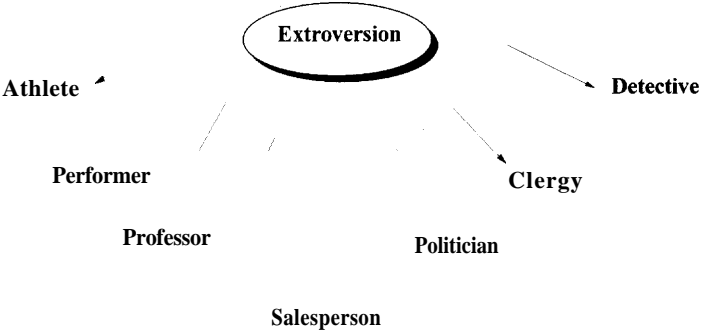 Extroversion
Athlete
Detective
Performer
Clergy
Professor
Politician
Salesperson